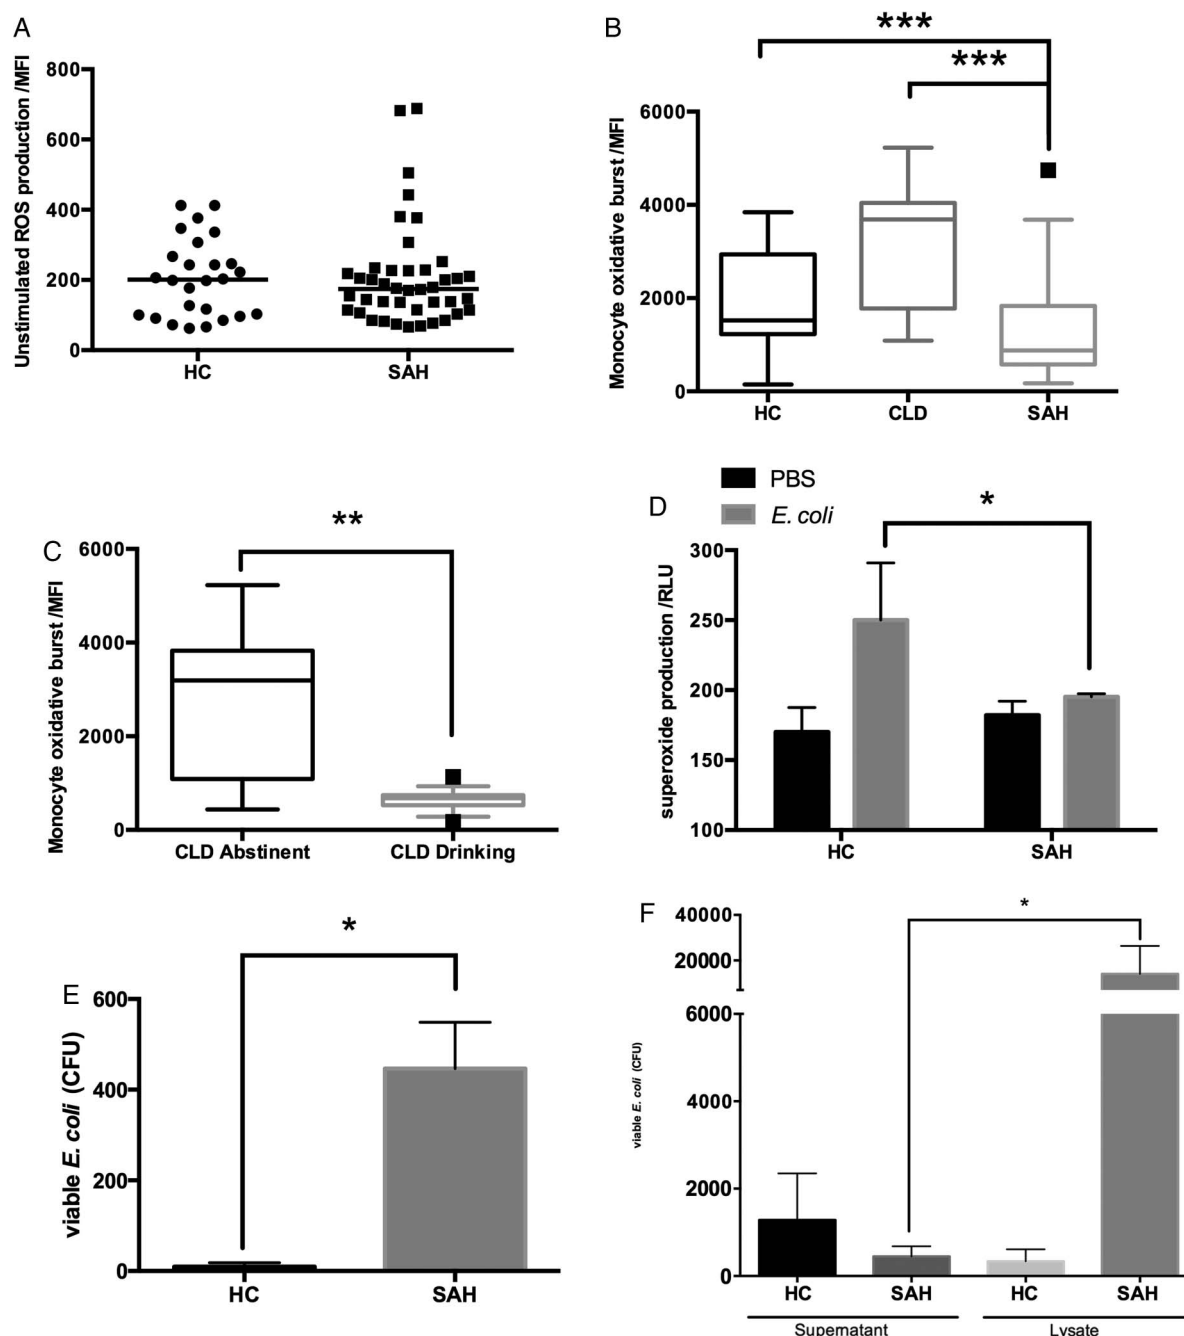 A
Unstimulated ROS production /MFI
800
600
400
200
0
HC SAH
B
***
***
Monocyte oxidative burst /MFI
6000
4000
2000
0
HC CLD SAH
C
**
Monocyte oxidative burst /MFI
6000
4000
2000
0
CLD Abstinent CLD Drinking
PBS
E. coli
D
*
superoxide production /RLU
300
250
200
150
100
HC SAH
E
*
viable E. coli (CFU)
600
400
200
0
HC SAH
F
*
viable E. coli (CFU)
40000
20000
6000
4000
2000
0
HC SAH HC SAH
Supernatant Lysate